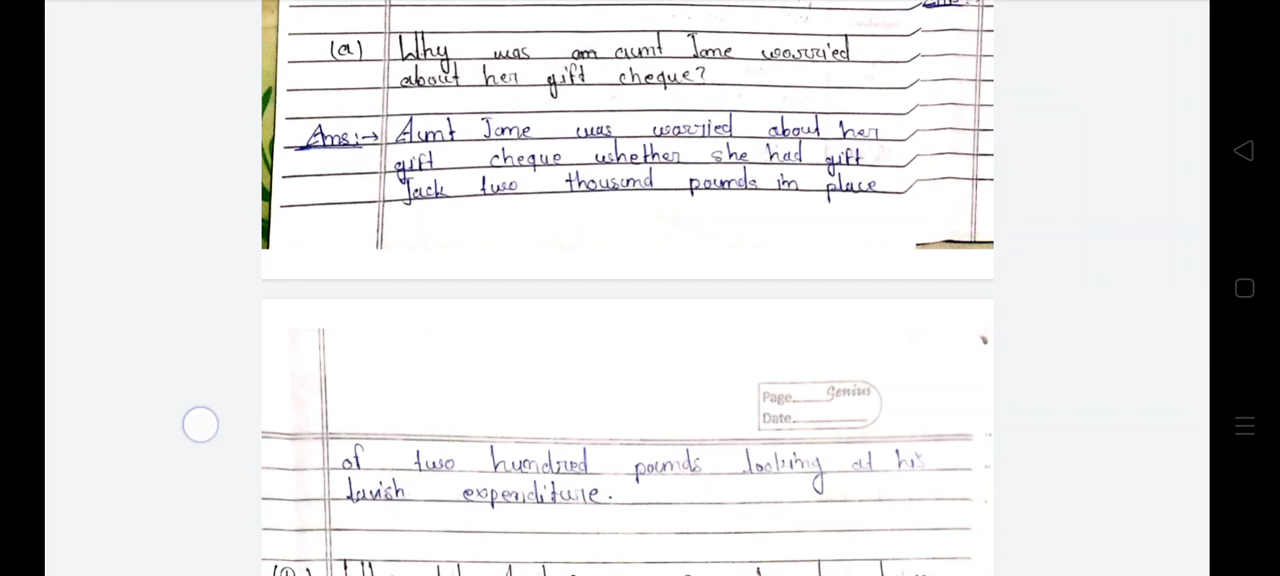 (a) Why was an aunt Jane worried
about her gift cheque?
Ans:→ Aunt Jane was worried about her
gift cheque whether she had gift
Jack two thousand pounds in place
Page Genius
Date
of two hundred pounds looking at his
lavish expenditure.